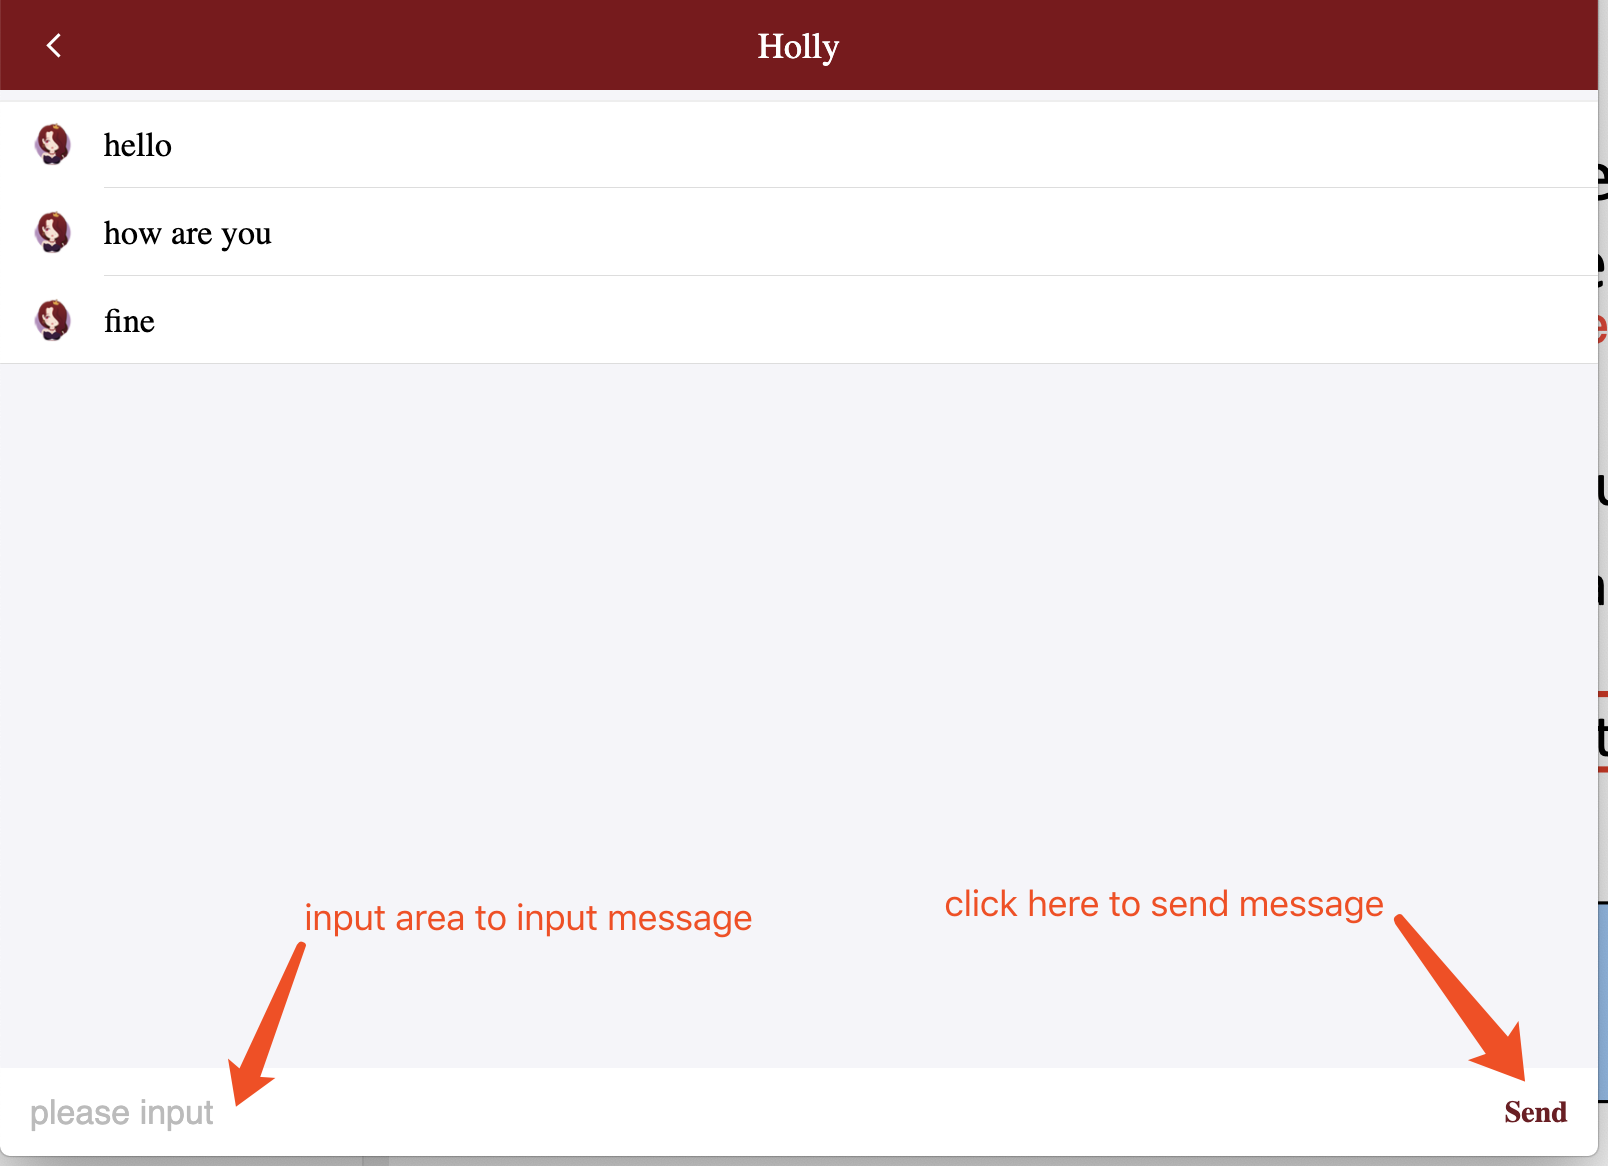 Holly
hello
how are you
fine
input area to input message
click here to send message
please input
Send